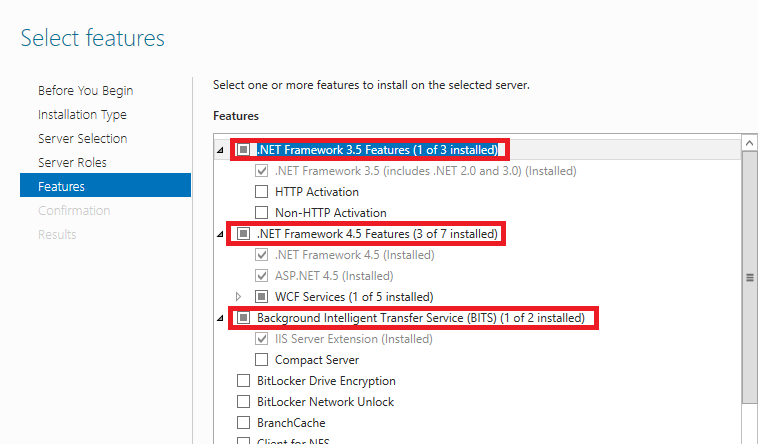 Select features
Before You Begin
Installation Type
Server Selection
Server Roles
Features
Confirmation
Results
Select one or more features to install on the selected server.
Features
.NET Framework 3.5 Features (1 of 3 installed)
.NET Framework 3.5 (includes .NET 2.0 and 3.0) (Installed)
HTTP Activation
Non-HTTP Activation
.NET Framework 4.5 Features (3 of 7 installed)
.NET Framework 4.5 (Installed)
ASP.NET 4.5 (Installed)
WCF Services (1 of 5 installed)
Background Intelligent Transfer Service (BITS) (1 of 2 installed)
IIS Server Extension (Installed)
Compact Server
BitLocker Drive Encryption
BitLocker Network Unlock
BranchCache
Client for NFS